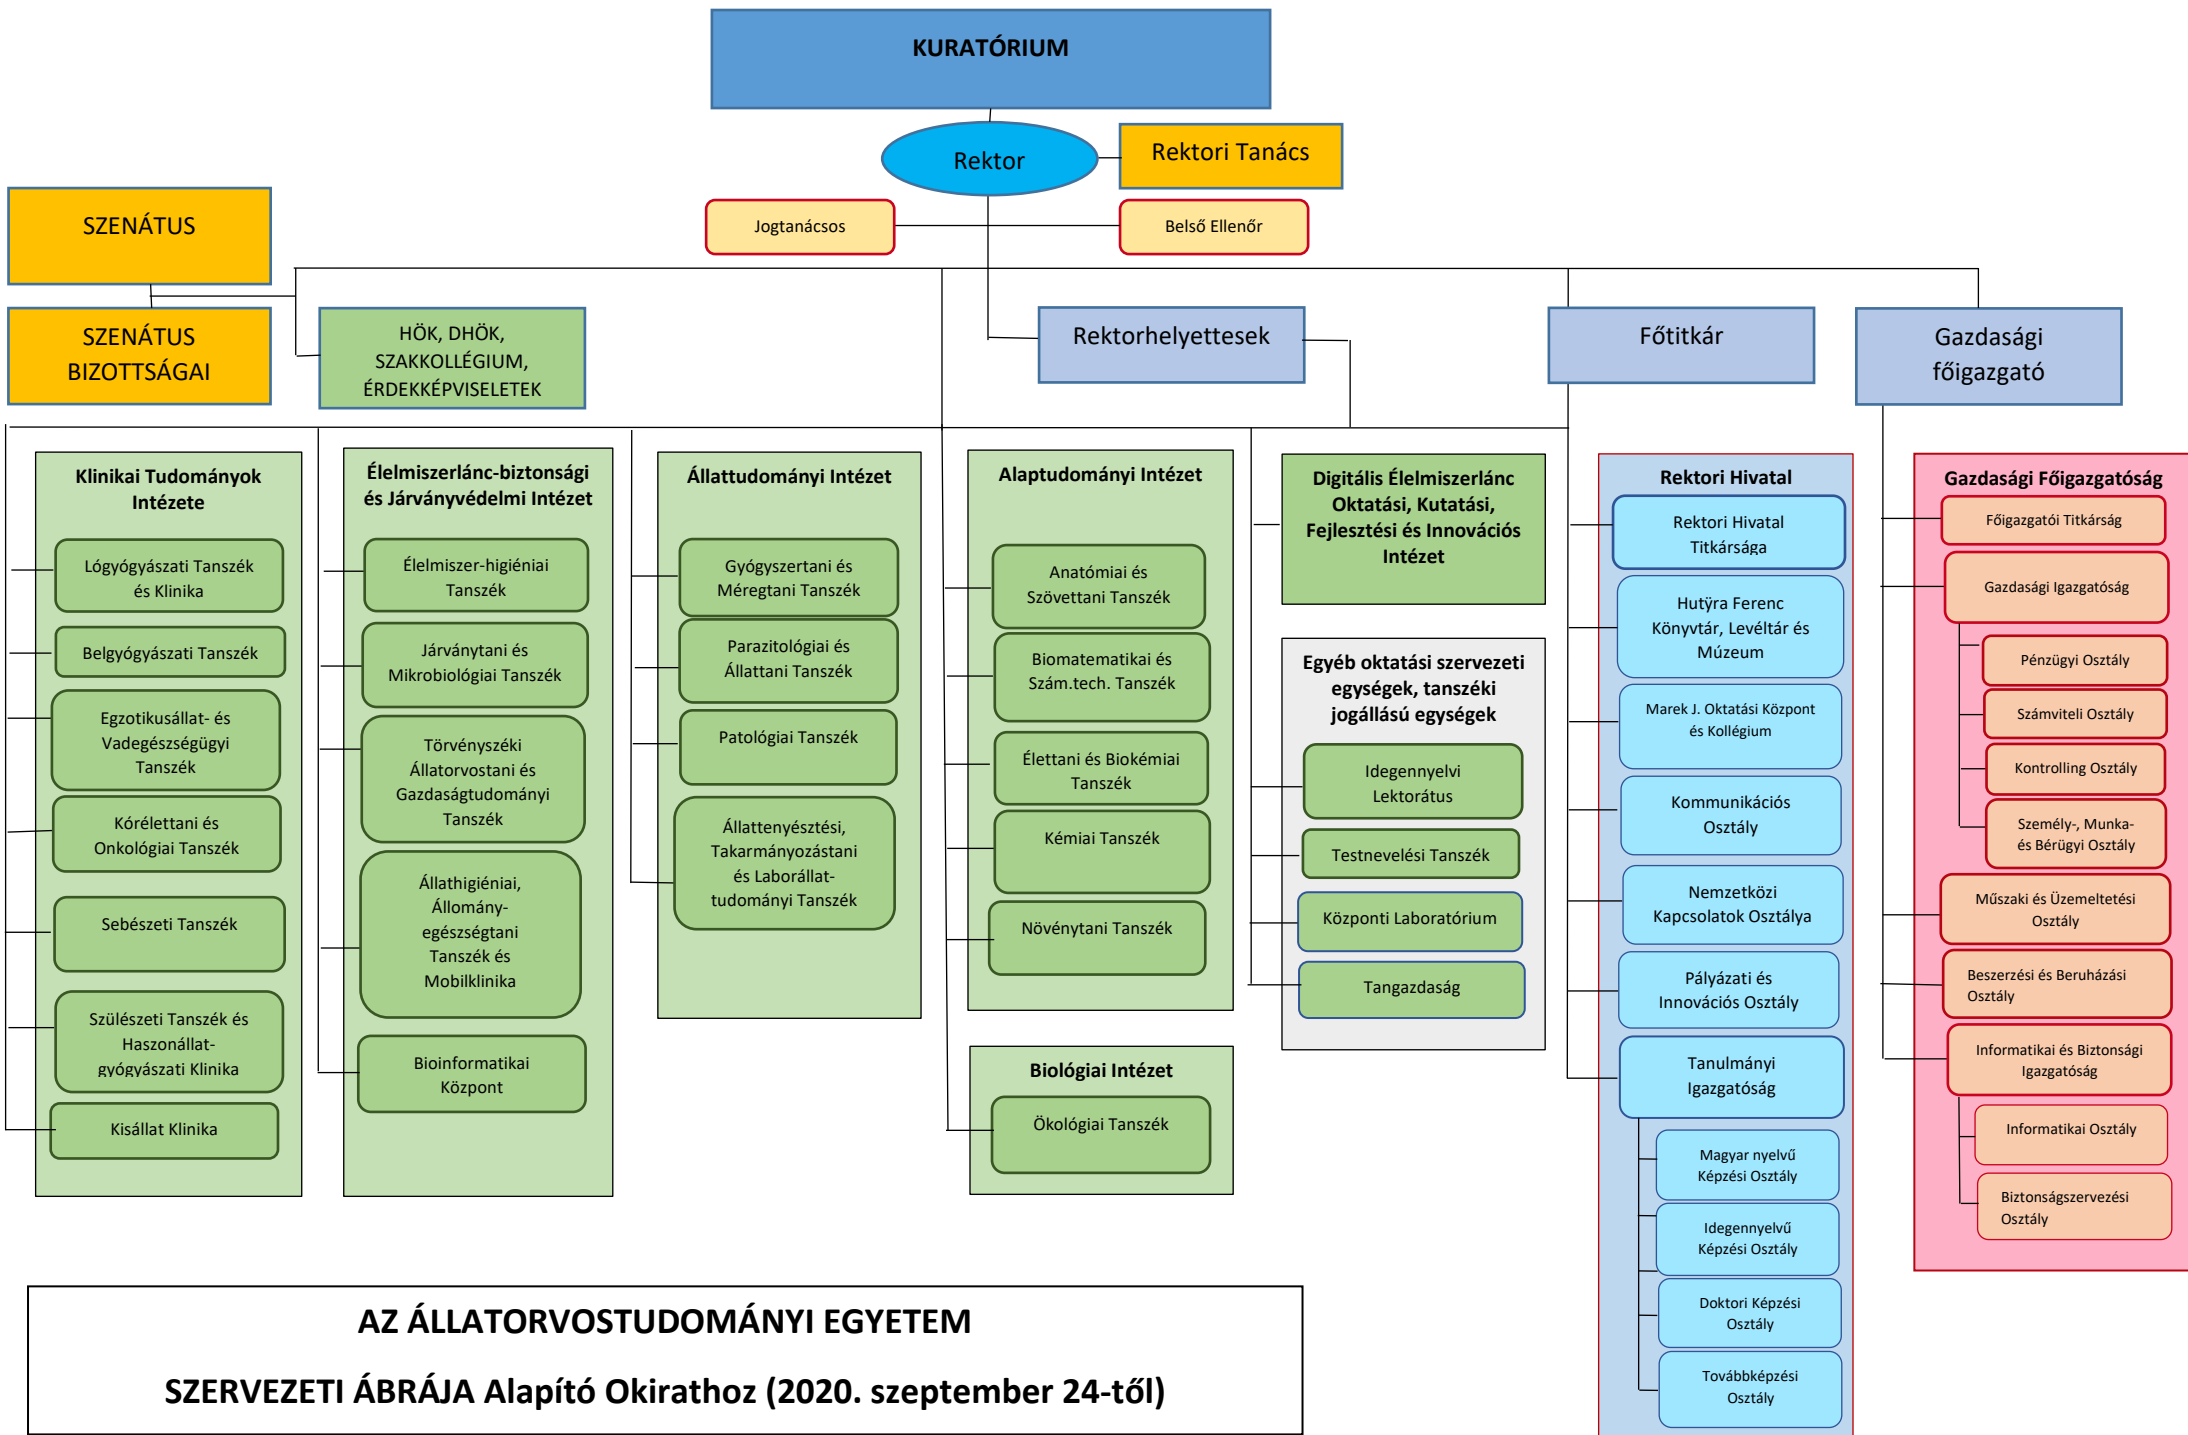 KURATÓRIUM
Rektor
Rektori Tanács
Jogtanácsos
Belső Ellenőr
SZENÁTUS
SZENÁTUS
BIZOTTSÁGAI
HÖK, DHÖK,
SZAKKOLLÉGIUM,
ÉRDEKKÉPVISELETEK
Rektorhelyettesek
Főtitkár
Gazdasági
főigazgató
Klinikai Tudományok
Intézete
Lógyógyászati Tanszék
és Klinika
Belgyógyászati Tanszék
Egzotikusállat- és
Vadegészségügyi
Tanszék
Kórélettani és
Onkológiai Tanszék
Sebészeti Tanszék
Szülészeti Tanszék és
Haszonállat-
gyógyászati Klinika
Kisállat Klinika
Élelmiszerlánc-biztonsági
és Járványvédelmi Intézet
Élelmiszer-higiéniai
Tanszék
Járványtani és
Mikrobiológiai Tanszék
Törvényszéki
Állatorvostani és
Gazdaságtudományi
Tanszék
Állathigiéniai,
Állomány-
egészségtani
Tanszék és
Mobilklinika
Bioinformatikai
Központ
Állattudományi Intézet
Gyógyszertani és
Méregtani Tanszék
Parazitológiai és
Állattani Tanszék
Patológiai Tanszék
Állattenyésztési,
Takarmányozástani
és Laborállat-
tudományi Tanszék
Alaptudományi Intézet
Anatómiai és
Szövettani Tanszék
Biomatematikai és
Szám.tech. Tanszék
Élettani és Biokémiai
Tanszék
Kémiai Tanszék
Növénytani Tanszék
Biológiai Intézet
Ökológiai Tanszék
Digitális Élelmiszerlánc
Oktatási, Kutatási,
Fejlesztési és Innovációs
Intézet
Egyéb oktatási szervezeti
egységek, tanszéki
jogállású egységek
Idegennyelvi
Lektorátus
Testnevelési Tanszék
Központi Laboratórium
Tangazdaság
Rektori Hivatal
Rektori Hivatal
Titkársága
Hutÿra Ferenc
Könyvtár, Levéltár és
Múzeum
Marek J. Oktatási Központ
és Kollégium
Kommunikációs
Osztály
Nemzetközi
Kapcsolatok Osztálya
Pályázati és
Innovációs Osztály
Tanulmányi
Igazgatóság
Magyar nyelvű
Képzési Osztály
Idegennyelvű
Képzési Osztály
Doktori Képzési
Osztály
Továbbképzési
Osztály
Gazdasági Főigazgatóság
Főigazgatói Titkárság
Gazdasági Igazgatóság
Pénzügyi Osztály
Számviteli Osztály
Kontrolling Osztály
Személy-, Munka-
és Bérügyi Osztály
Műszaki és Üzemeltetési
Osztály
Beszerzési és Beruházási
Osztály
Informatikai és Biztonsági
Igazgatóság
Informatikai Osztály
Biztonságszervezési
Osztály
AZ ÁLLATORVOSTUDOMÁNYI EGYETEM
SZERVEZETI ÁBRÁJA Alapító Okirathoz (2020. szeptember 24-től)